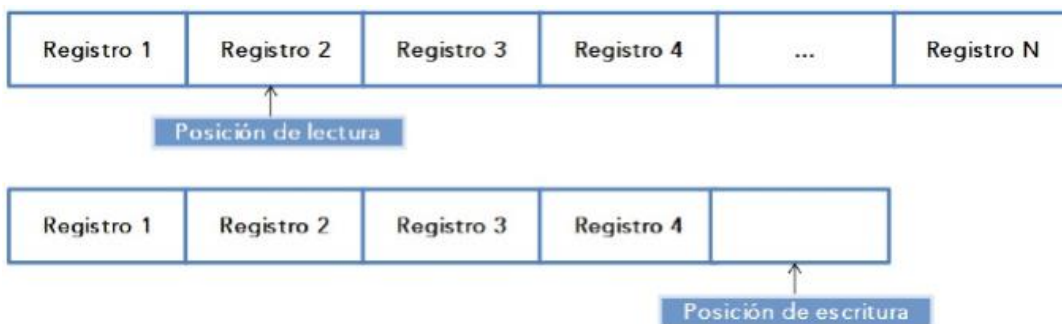 Registro 1 Registro 2 Registro 3 Registro 4 ... Registro N
Posición de lectura
Registro 1 Registro 2 Registro 3 Registro 4
Posición de escritura